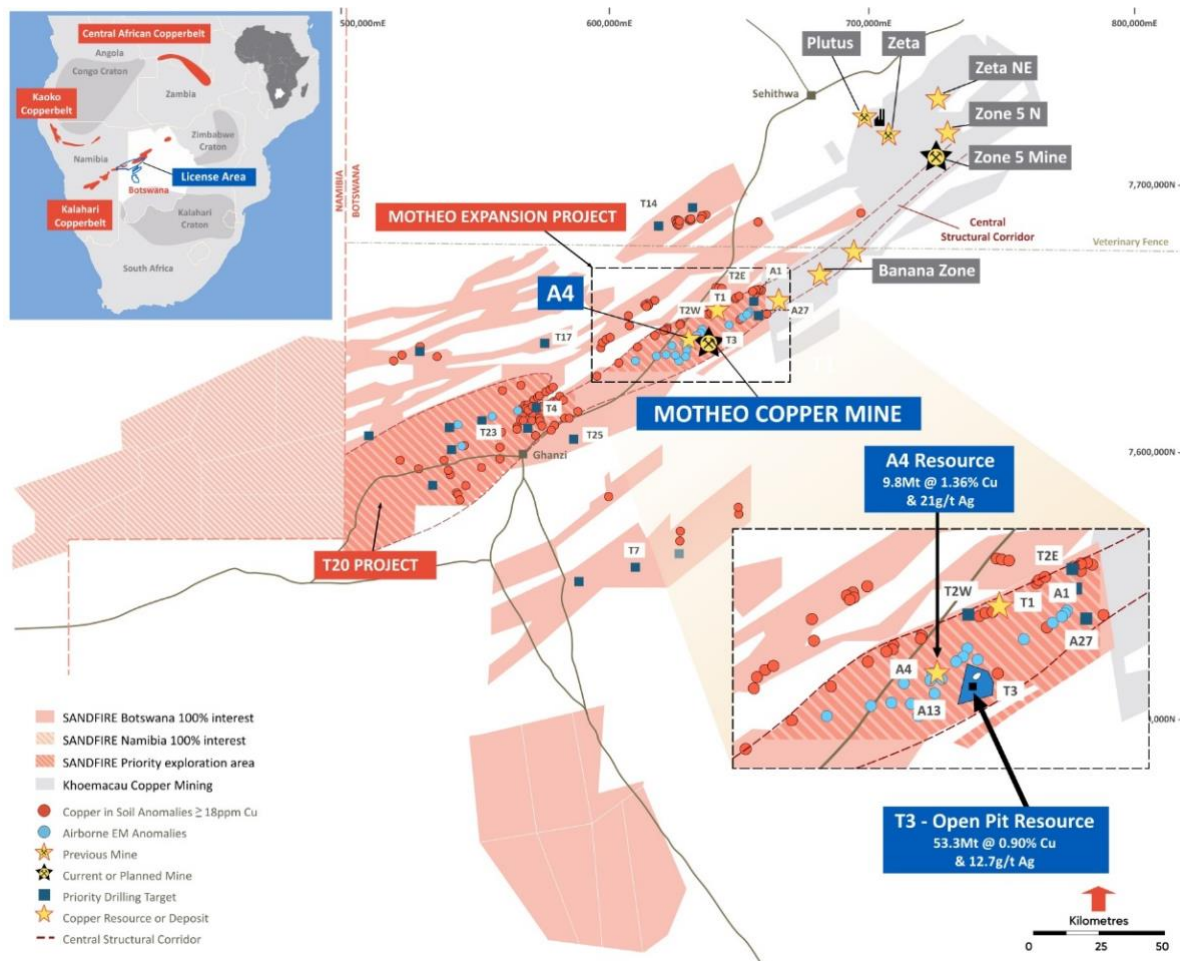 500,000mE
600,000mE
700,000mE
800,000mE
Central African Copperbelt
Angola
Congo Craton
Zambia
Kaoko
Copperbelt
Zimbabwe
Craton
Namibia
License Area
Botswana
Kalahari
Copperbelt
Kalahari
Craton
South Africa
NAMIBIA
BOTSWANA
Plutus
Zeta
Sehithwa
Zeta NE
Zone 5 N
Zone 5 Mine
7,700,000N
Central
Structural Corridor
Veterinary Fence
Banana Zone
T14
MOTHEO EXPANSION PROJECT
A4
T2E
A1
T1
T2W
A27
T3
T17
MOTHEO COPPER MINE
T4
T23
T25
Ghanzi
7,600,000N
T20 PROJECT
T7
A4 Resource
9.8Mt @ 1.36% Cu
& 21g/t Ag
T2E
T2W
T1
A1
A27
A4
T3
A13
,000mN
T3 - Open Pit Resource
53.3Mt @ 0.90% Cu
& 12.7g/t Ag
SANDFIRE Botswana 100% interest
SANDFIRE Namibia 100% interest
SANDFIRE Priority exploration area
Khoemacau Copper Mining
Copper in Soil Anomalies ≥ 18ppm Cu
Airborne EM Anomalies
Previous Mine
Current or Planned Mine
Priority Drilling Target
Copper Resource or Deposit
Central Structural Corridor
Kilometres
0 25 50